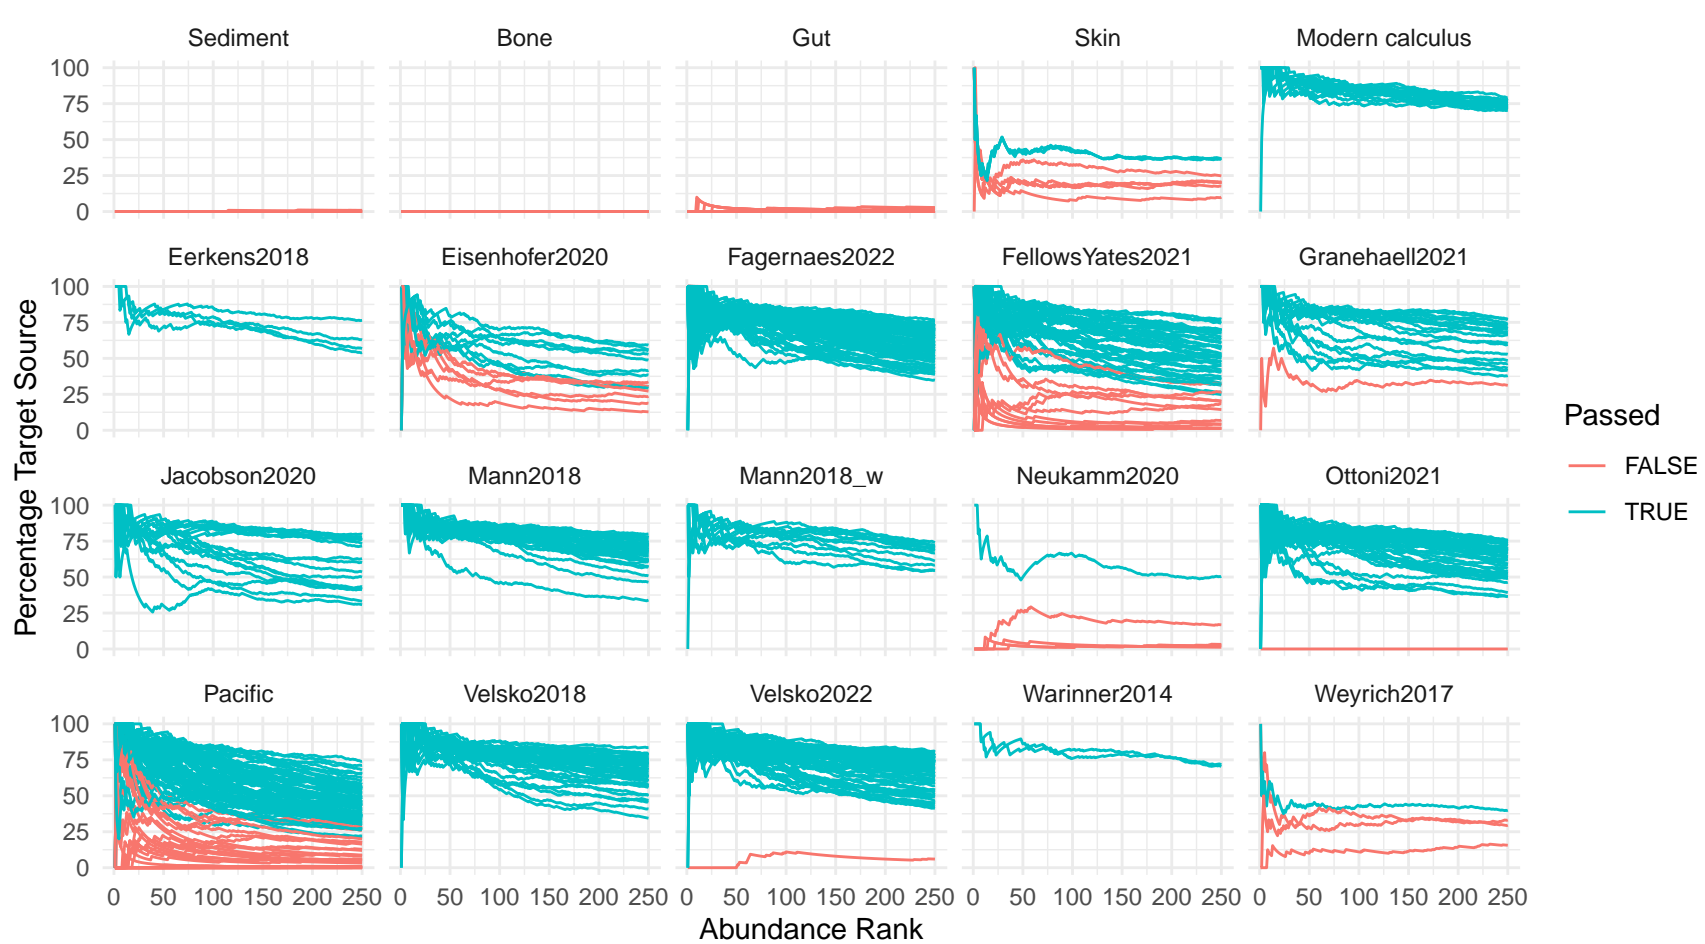 Sediment Bone Gut Skin Modern calculus
100
75
50
25
0
Eerkens2018 Eisenhofer2020 Fagernaes2022 FellowsYates2021 Granehaell2021
100
75
50
25
0
Percentage Target Source
Passed
FALSE
TRUE
Jacobson2020 Mann2018 Mann2018_w Neukamm2020 Ottoni2021
100
75
50
25
0
Pacific Velsko2018 Velsko2022 Warinner2014 Weyrich2017
100
75
50
25
0
0 50 100 150 200 250 0 50 100 150 200 250 0 50 100 150 200 250 0 50 100 150 200 250 0 50 100 150 200 250
Abundance Rank